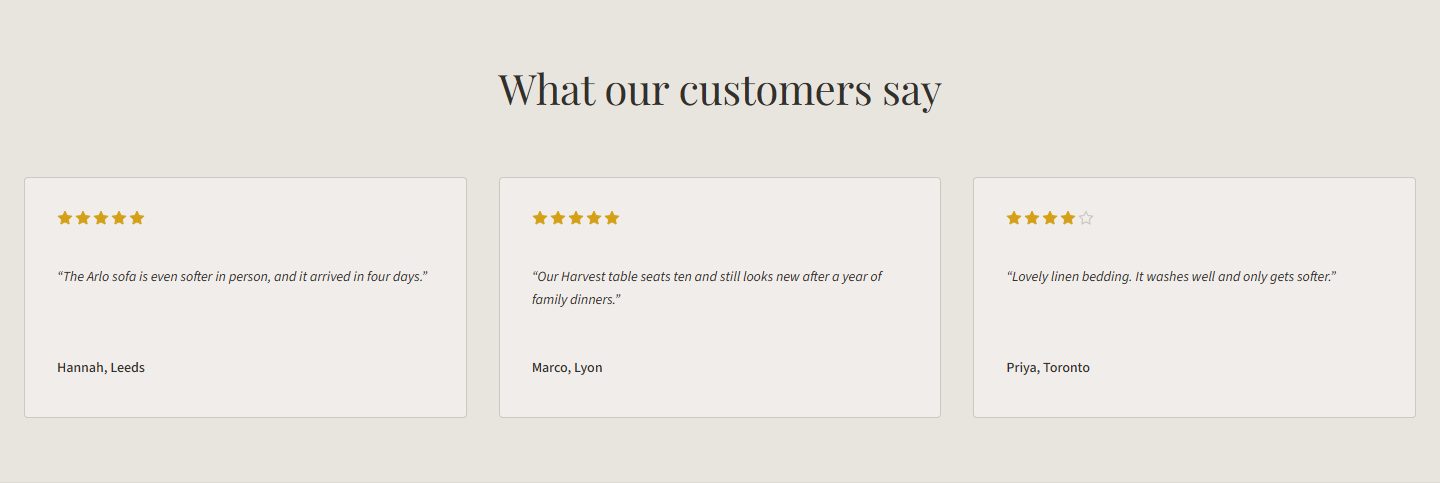 What our customers say
“The Arlo sofa is even softer in person, and it arrived in four days.”
Hannah, Leeds
“Our Harvest table seats ten and still looks new after a year of
family dinners.”
Marco, Lyon
“Lovely linen bedding. It washes well and only gets softer.”
Priya, Toronto